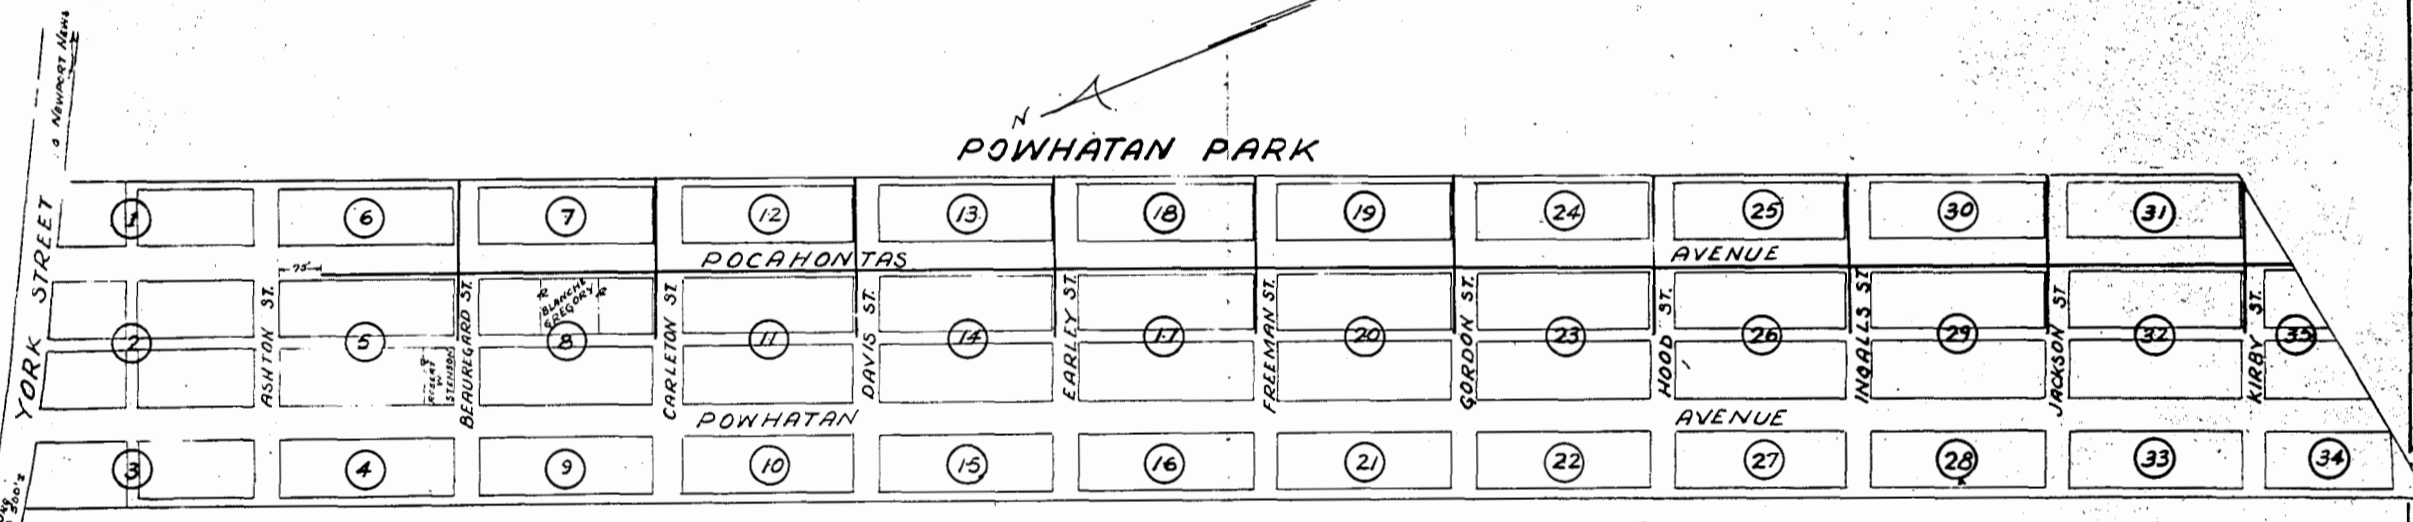 O NEWPORT NEWS
N
POWHATAN PARK
YORK STREET
1
6
7
12
13
18
19
24
25
30
31
75'
POCAHONTAS AVENUE
ASHTON ST.
BEAUREGARD ST.
CARLETON ST
DAVIS ST.
EARLEY ST.
FREEMAN ST.
GORDON ST.
HOOD ST.
INGALLS ST
JACKSON ST
KIRBY ST.
BLANCHE
GREGORY
2
5
8
11
14
17
20
23
26
29
32
35
POWHATAN AVENUE
3
4
9
10
15
16
21
22
27
28
33
34